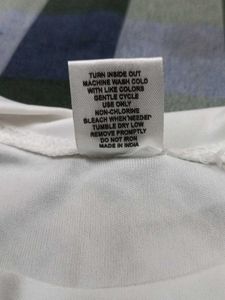 TURN INSIDE OUT
MACHINE WASH COLD
WITH LIKE COLORS
GENTLE CYCLE
USE ONLY
NON-CHLORINE
BLEACH WHEN NEEDED
TUMBLE DRY LOW
REMOVE PROMPTLY
DO NOT IRON
MADE IN INDIA